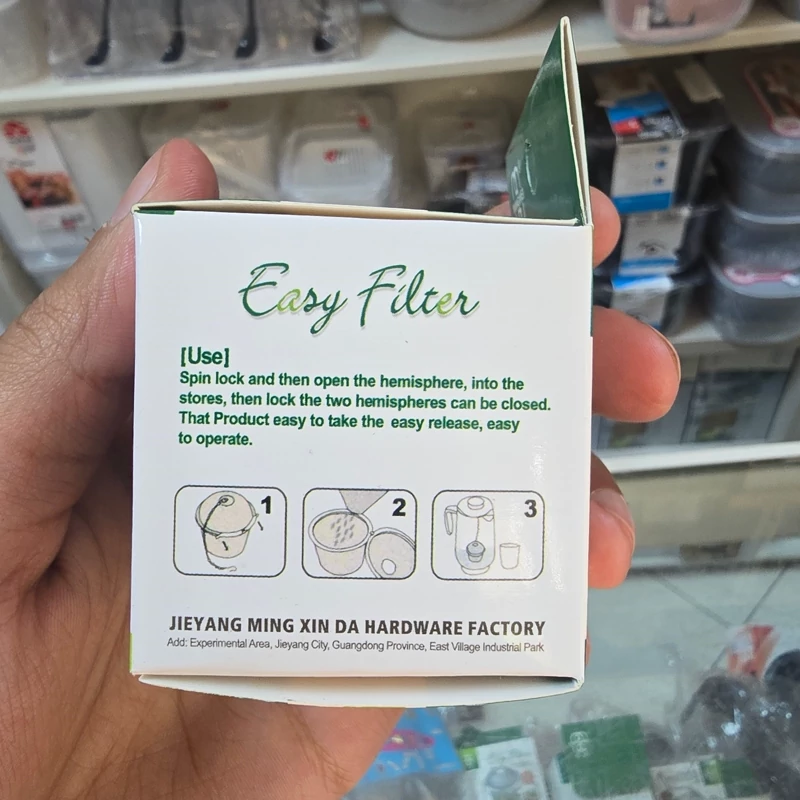 Easy Filter
[Use]
Spin lock and then open the hemisphere, into the
stores, then lock the two hemispheres can be closed.
That Product easy to take the easy release, easy
to operate.
1
2
3
JIEYANG MING XIN DA HARDWARE FACTORY
Add: Experimental Area, Jieyang City, Guangdong Province, East Village Industrial Park